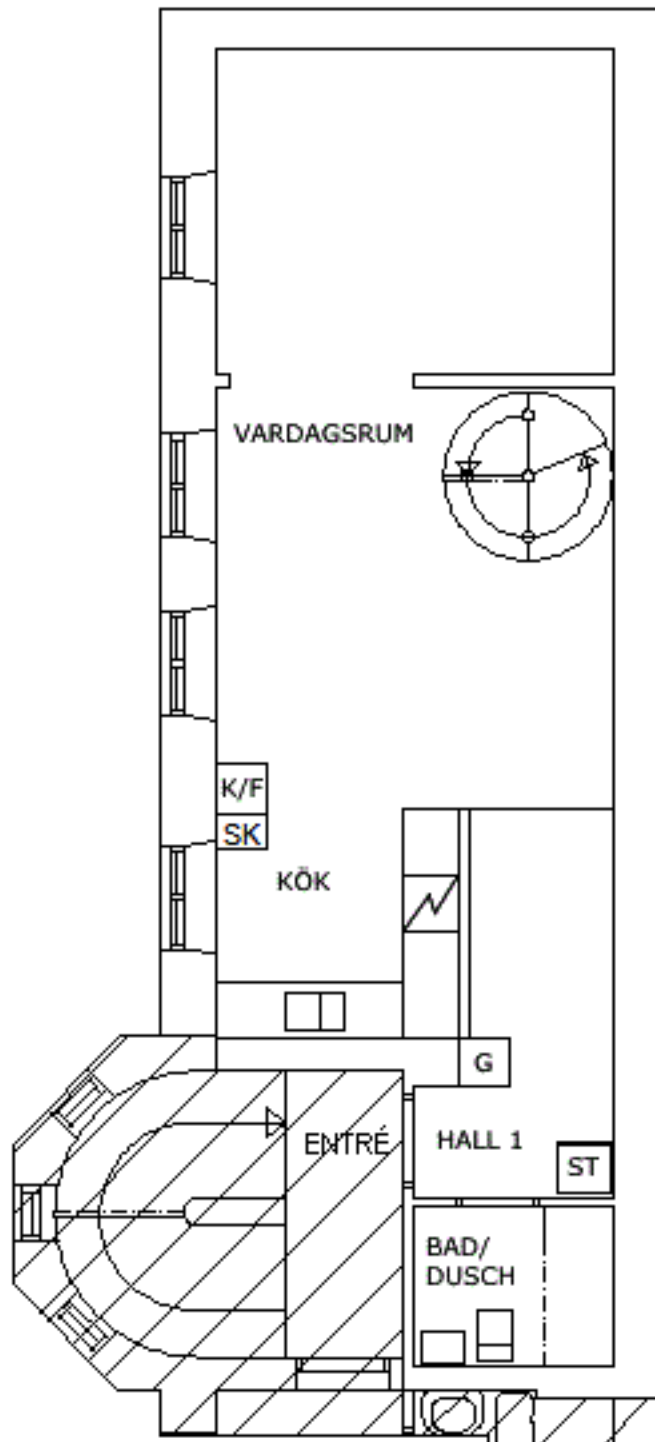 VARDAGSRUM
K/F
SK
KÖK
G
ENTRÉ
HALL 1
ST
BAD/
DUSCH